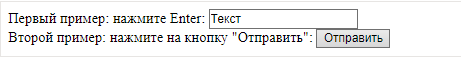 Первый пример: нажмите Enter: Текст
Второй пример: нажмите на кнопку "Отправить": Отправить